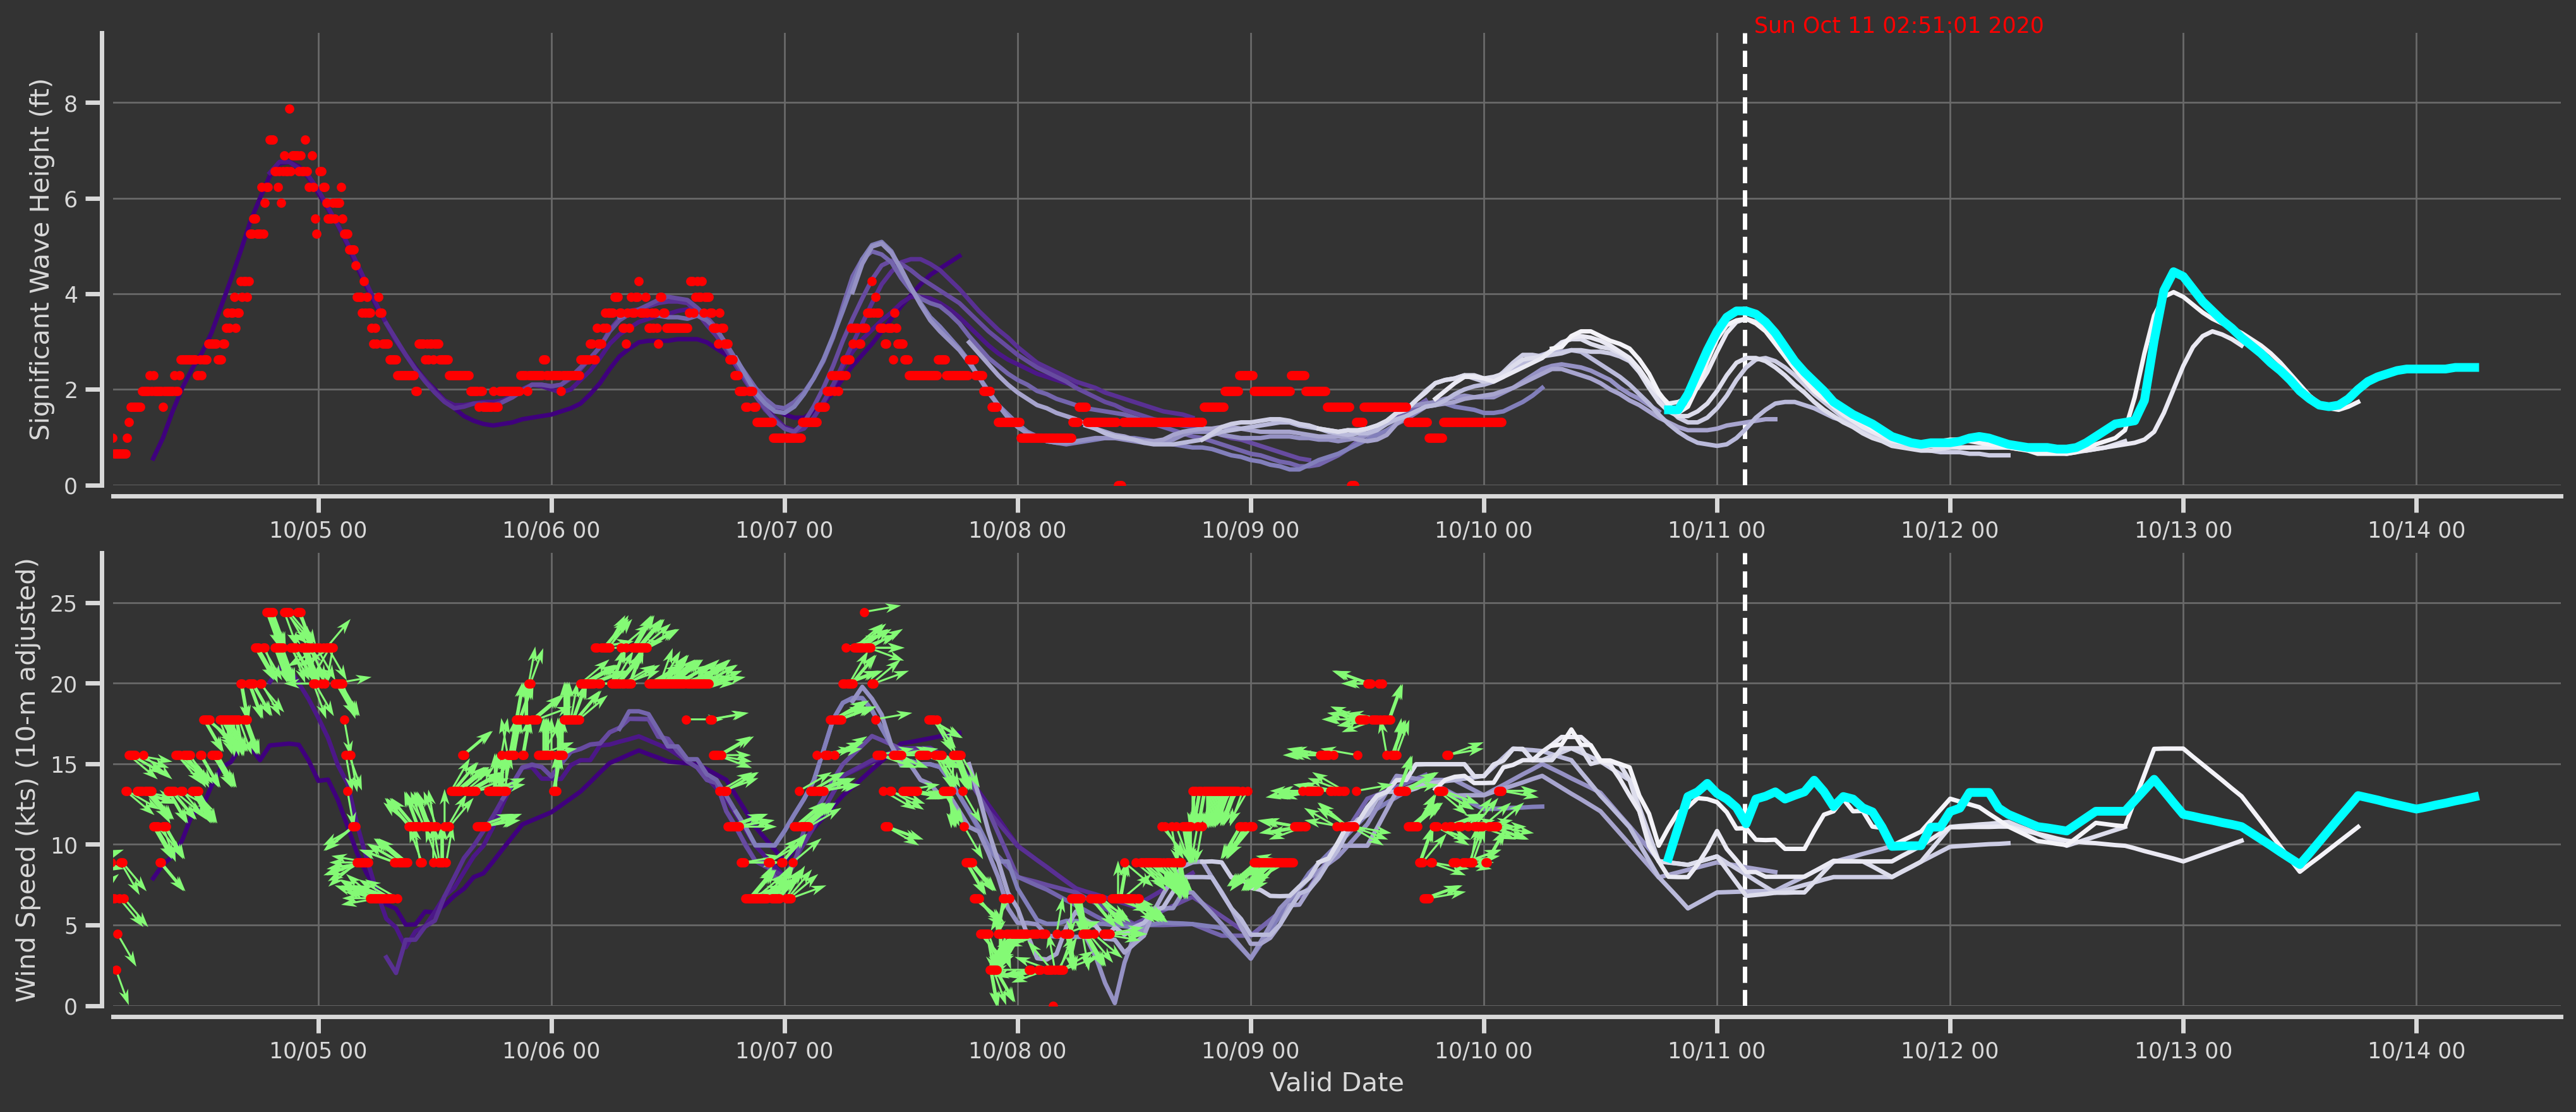 Sun Oct 11 02:51:01 2020
Significant Wave Height (ft)
8
6
4
2
0
10/05 00 10/06 00 10/07 00 10/08 00 10/09 00 10/10 00 10/11 00 10/12 00 10/13 00 10/14 00
Wind Speed (kts) (10-m adjusted)
25
20
15
10
5
0
10/05 00 10/06 00 10/07 00 10/08 00 10/09 00 10/10 00 10/11 00 10/12 00 10/13 00 10/14 00
Valid Date